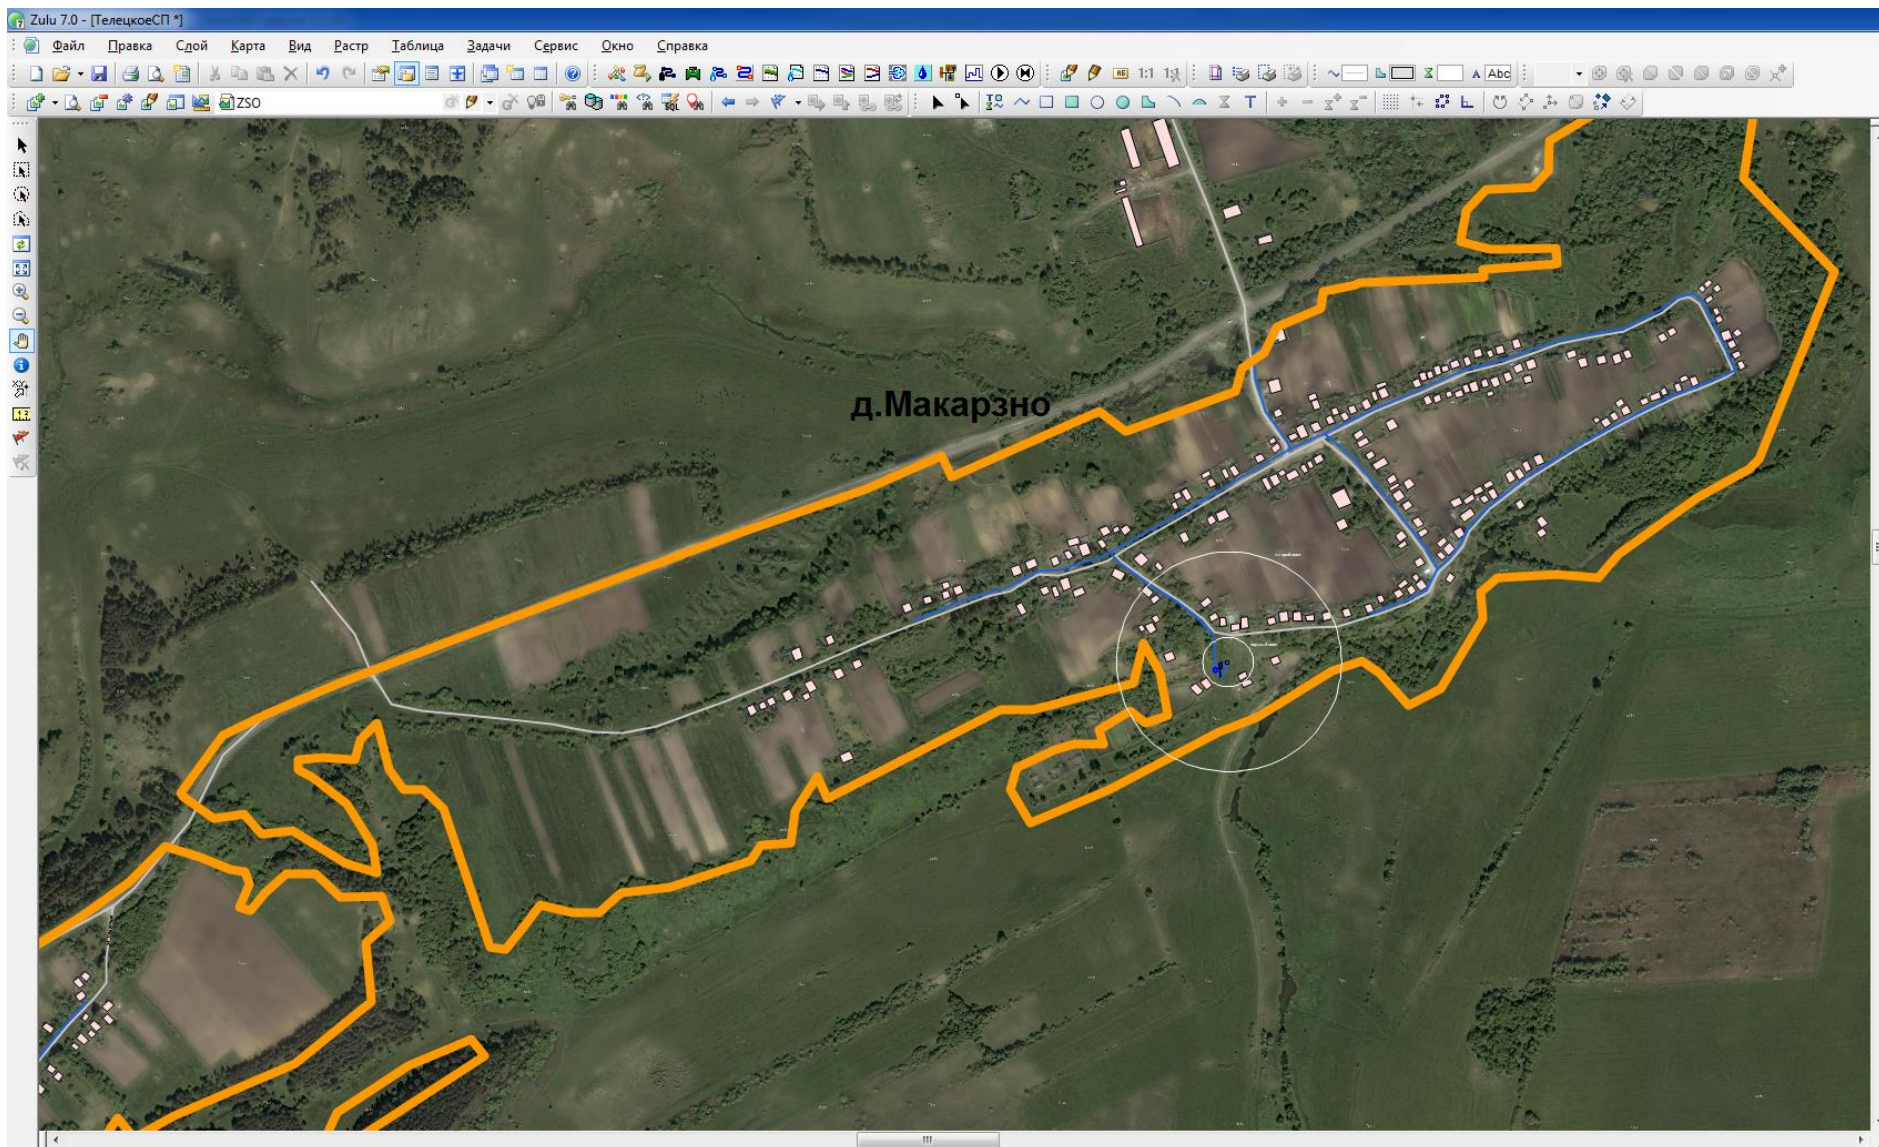 Zulu 7.0 - [ТелецкоеСП *]
Файл Правка Слой Карта Вид Растр Таблица Задачи Сервис Окно Справка
1:1
Abc
ZSO
SQL
д.Макарзно